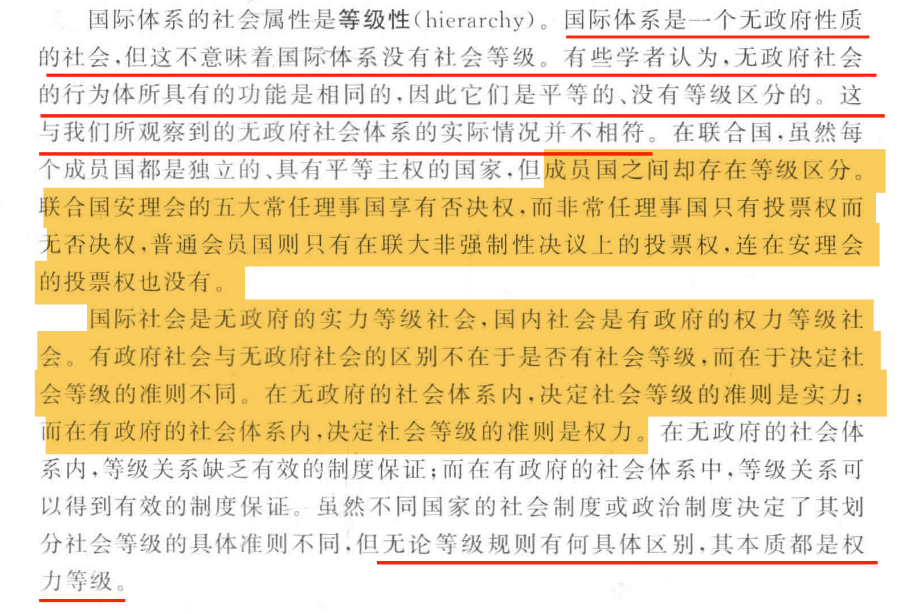 国际体系的社会属性是等级性(hierarchy)。国际体系是一个无政府性质
的社会,但这不意味着国际体系没有社会等级。有些学者认为,无政府社会
的行为体所具有的功能是相同的,因此它们是平等的、没有等级区分的。这
与我们所观察到的无政府社会体系的实际情况并不相符。在联合国,虽然每
个成员国都是独立的、具有平等主权的国家,但成员国之间却存在等级区分。
联合国安理会的五大常任理事国享有否决权,而非常任理事国只有投票权而
无否决权,普通会员国则只有在联大非强制性决议上的投票权,连在安理会
的投票权也没有。
国际社会是无政府的实力等级社会,国内社会是有政府的权力等级社
会。有政府社会与无政府社会的区别不在于是否有社会等级,而在于决定社
会等级的准则不同。在无政府的社会体系内,决定社会等级的准则是实力;
而在有政府的社会体系内,决定社会等级的准则是权力。在无政府的社会体
系内,等级关系缺乏有效的制度保证;而在有政府的社会体系中,等级关系可
以得到有效的制度保证。虽然不同国家的社会制度或政治制度决定了其划
分社会等级的具体准则不同,但无论等级规则有何具体区别,其本质都是权
力等级。